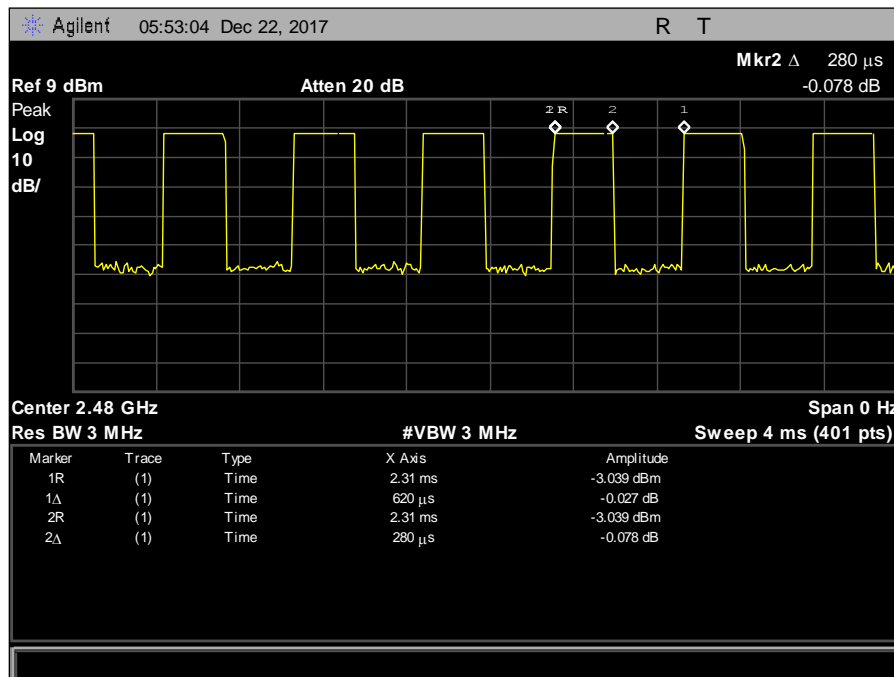 Agilent 05:53:04 Dec 22, 2017 R T
Mkr2 Δ 280 μs
Ref 9 dBm Atten 20 dB -0.078 dB
Peak
Log
10
dB/
R 2 1
Center 2.48 GHz Span 0 Hz
Res BW 3 MHz #VBW 3 MHz Sweep 4 ms (401 pts)
Marker Trace Type X Axis Amplitude
1R (1) Time 2.31 ms -3.039 dBm
1Δ (1) Time 620 μs -0.027 dB
2R (1) Time 2.31 ms -3.039 dBm
2Δ (1) Time 280 μs -0.078 dB